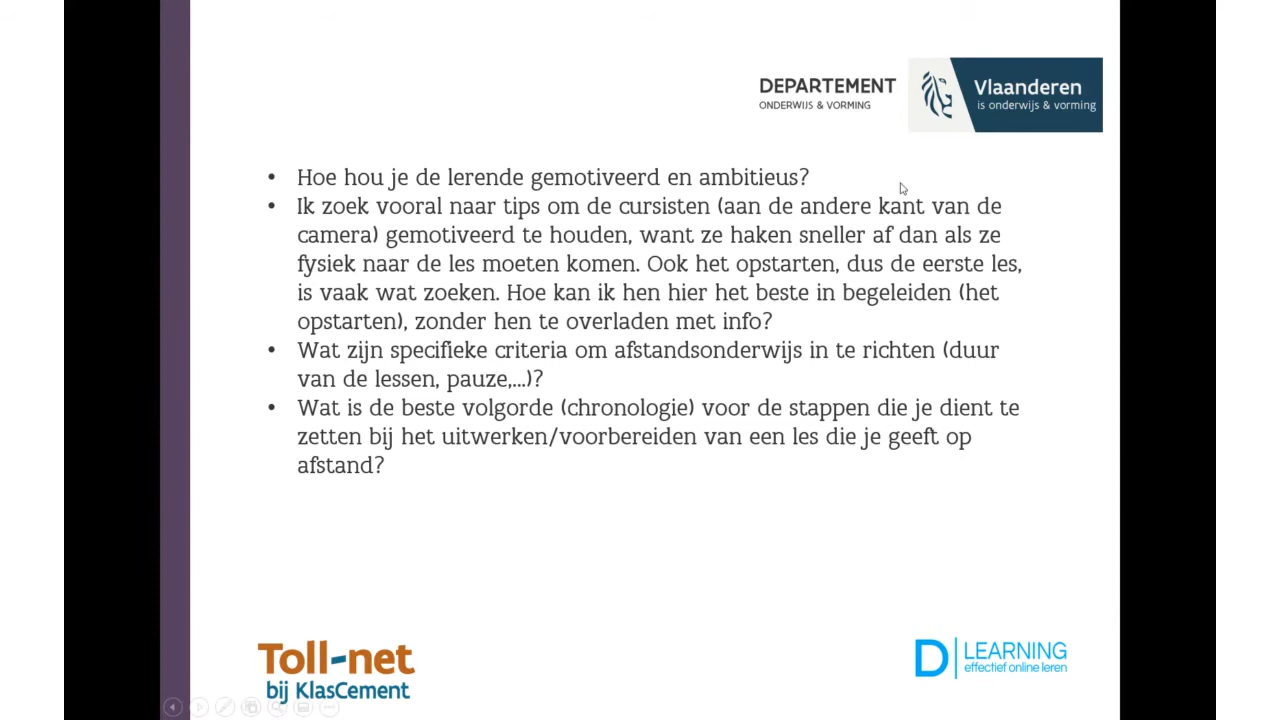 DEPARTEMENT
ONDERWIJS & VORMING
Vlaanderen
is onderwijs & vorming
• Hoe hou je de lerende gemotiveerd en ambitieus?
• Ik zoek vooral naar tips om de cursisten (aan de andere kant van de
camera) gemotiveerd te houden, want ze haken sneller af dan als ze
fysiek naar de les moeten komen. Ook het opstarten, dus de eerste les,
is vaak wat zoeken. Hoe kan ik hen hier het beste in begeleiden (het
opstarten), zonder hen te overladen met info?
• Wat zijn specifieke criteria om afstandsonderwijs in te richten (duur
van de lessen, pauze,...)?
• Wat is de beste volgorde (chronologie) voor de stappen die je dient te
zetten bij het uitwerken/voorbereiden van een les die je geeft op
afstand?
Toll-net
bij KlasCement
D LEARNING
effectief online leren